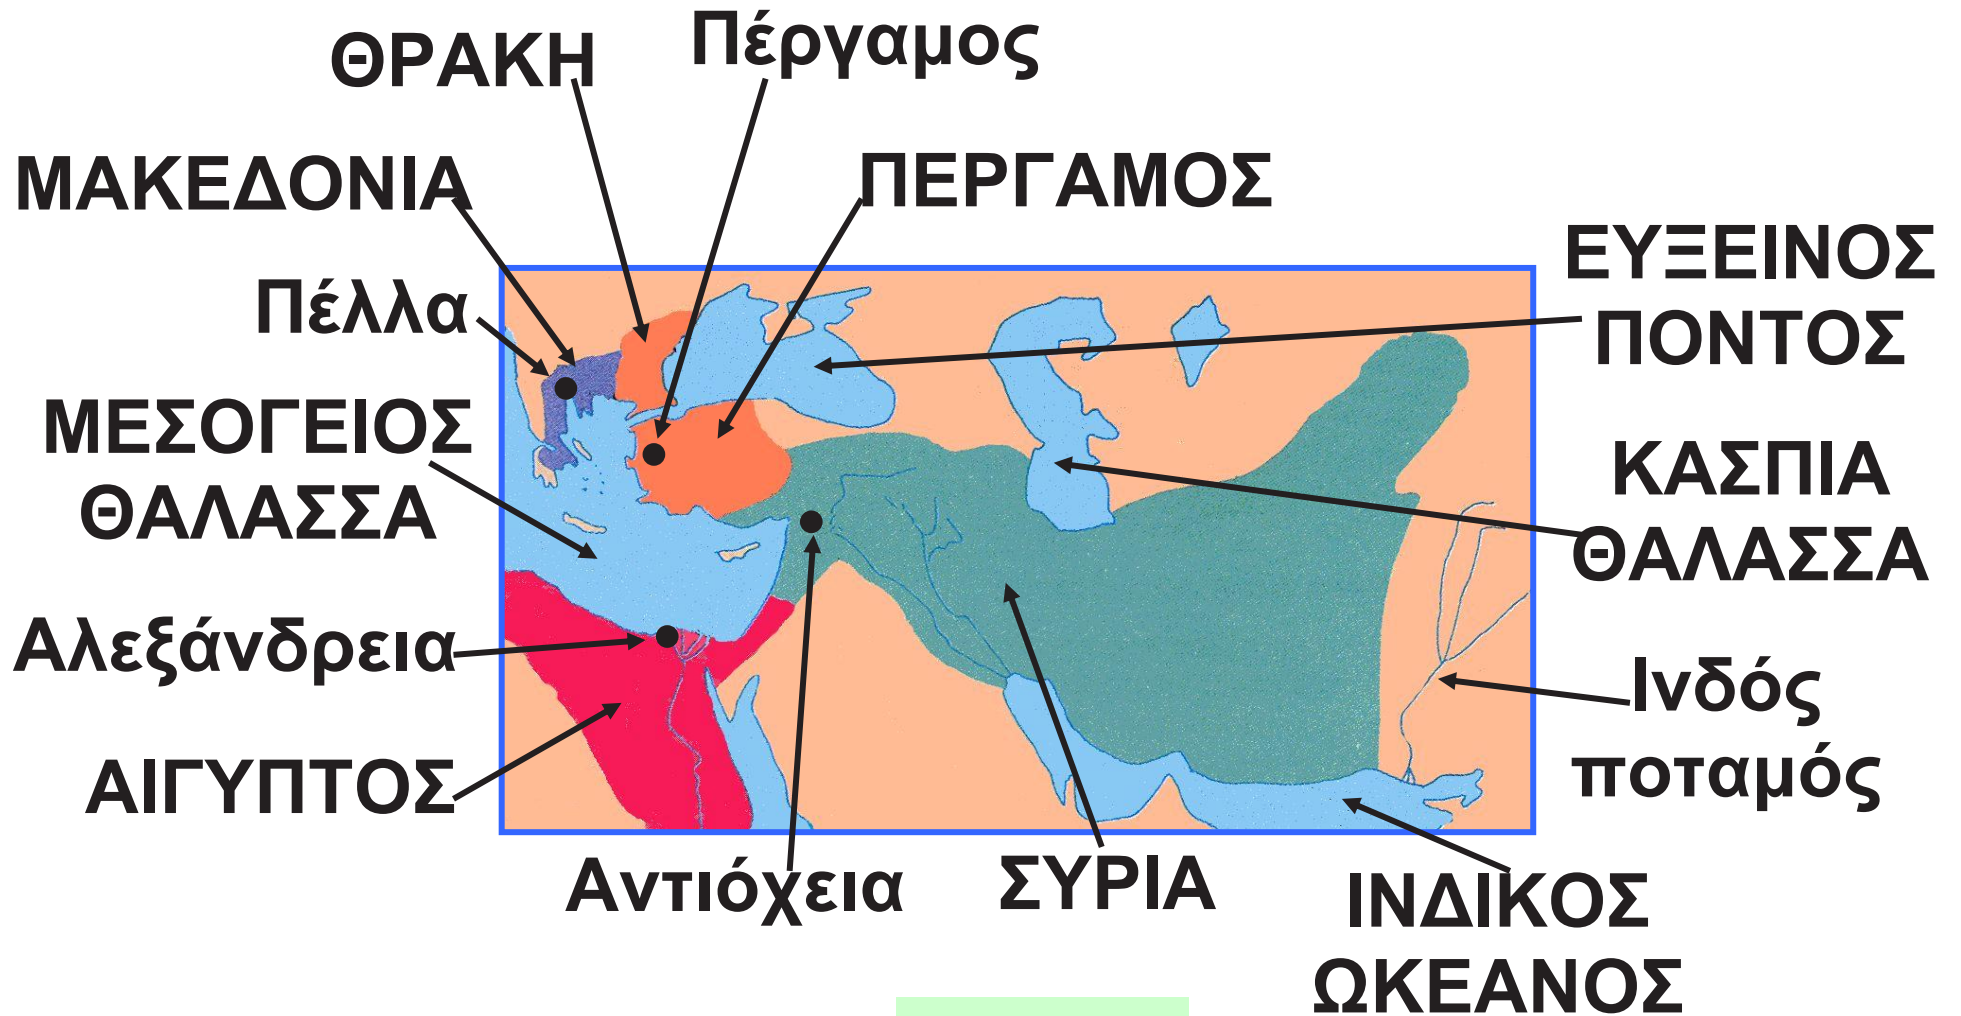 ΘΡΑΚΗ
Πέργαμος
ΜΑΚΕΔΟΝΙΑ
ΠΕΡΓΑΜΟΣ
Πέλλα
ΕΥΞΕΙΝΟΣ
ΠΟΝΤΟΣ
ΜΕΣΟΓΕΙΟΣ
ΘΑΛΑΣΣΑ
ΚΑΣΠΙΑ
ΘΑΛΑΣΣΑ
Αλεξάνδρεια
Ινδός
ποταμός
ΑΙΓΥΠΤΟΣ
Αντιόχεια
ΣΥΡΙΑ
ΙΝΔΙΚΟΣ
ΩΚΕΑΝΟΣ